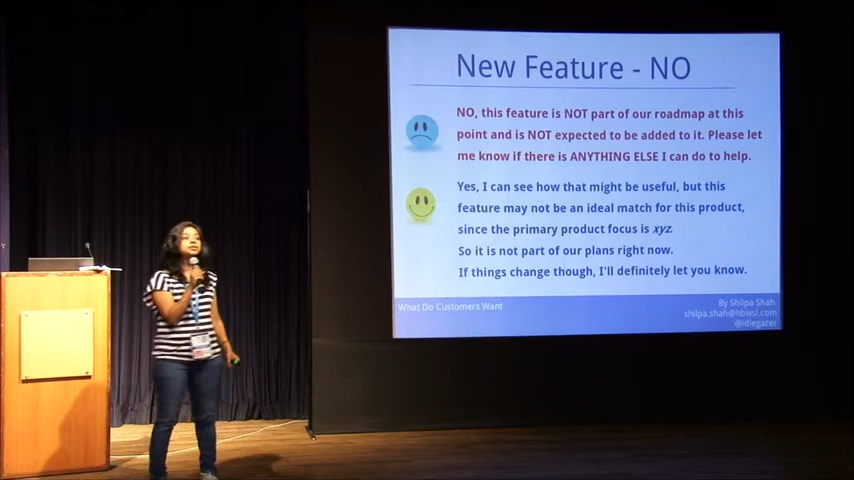 New Feature - NO
NO, this feature is NOT part of our roadmap at this
point and is NOT expected to be added to it. Please let
me know if there is ANYTHING ELSE I can do to help.
Yes, I can see how that might be useful, but this
feature may not be an ideal match for this product,
since the primary product focus is xyz.
So it is not part of our plans right now.
If things change though, I'll definitely let you know.
What Do Customers Want
By Shilpa Shah
shilpa.shah@hbwsl.com
@idiegazer